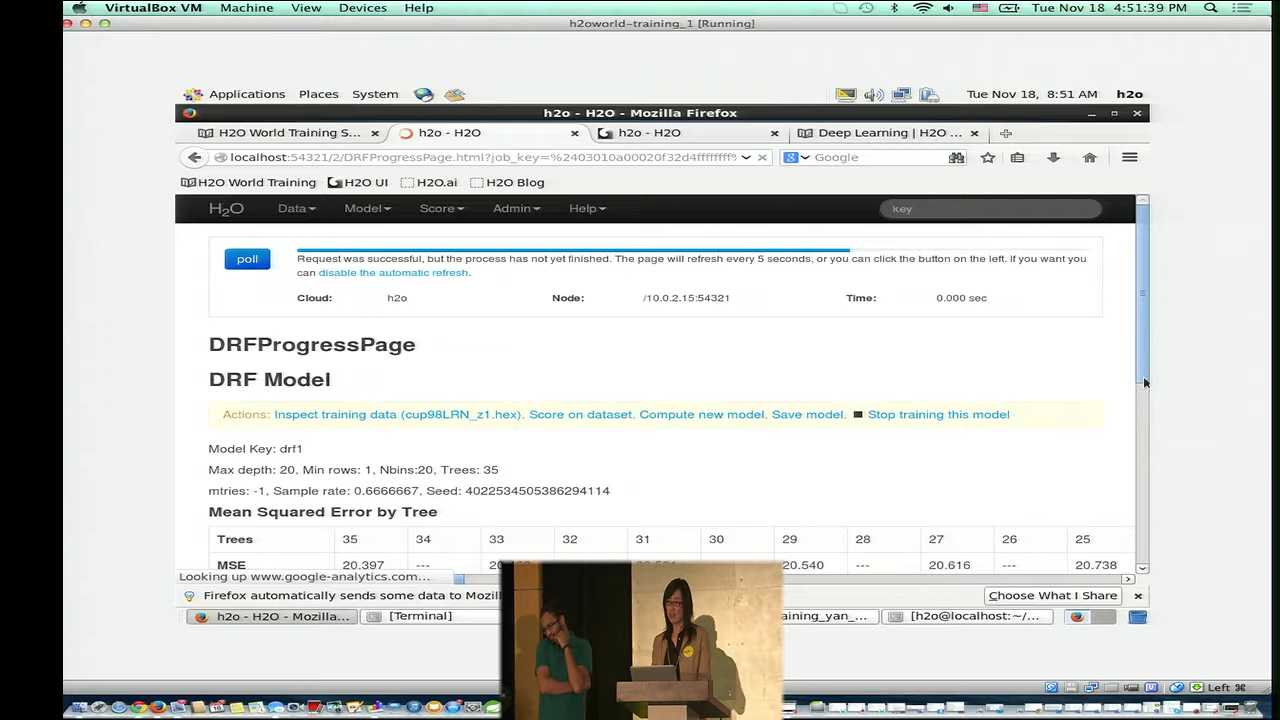 VirtualBox VM Machine View Devices Help Tue Nov 18 4:51:39 PM
h2oworld-training_1 [Running]
Applications Places System Tue Nov 18, 8:51 AM h2o
h2o - H2O - Mozilla Firefox
H2O World Training S... h2o - H2O h2o - H2O Deep Learning | H2O ...
localhost:54321/2/DRFProgressPage.html?job_key=%2403010a00020f32d4ffffffff% Google
H2O World Training H2O UI H2O.ai H2O Blog
H2O Data Model Score Admin Help key
poll Request was successful, but the process has not yet finished. The page will refresh every 5 seconds, or you can click the button on the left. If you want you
can disable the automatic refresh.
Cloud: h2o Node: /10.0.2.15:54321 Time: 0.000 sec
DRFProgressPage
DRF Model
Actions: Inspect training data (cup98LRN_z1.hex), Score on dataset, Compute new model, Save model, Stop training this model
Model Key: drf1
Max depth: 20, Min rows: 1, Nbins:20, Trees: 35
mtries: -1, Sample rate: 0.6666667, Seed: 4022534505386294114
Mean Squared Error by Tree
Trees 35 34 33 32 31 30 29 28 27 26 25
MSE 20.397 --- 20.540 --- 20.616 --- 20.738
Looking up www.google-analytics.com...
Firefox automatically sends some data to Mozil Choose What I Share
h2o - H2O - Mozilla... [Terminal] aining_yan_... [h2o@localhost:~/...
Left ⌘